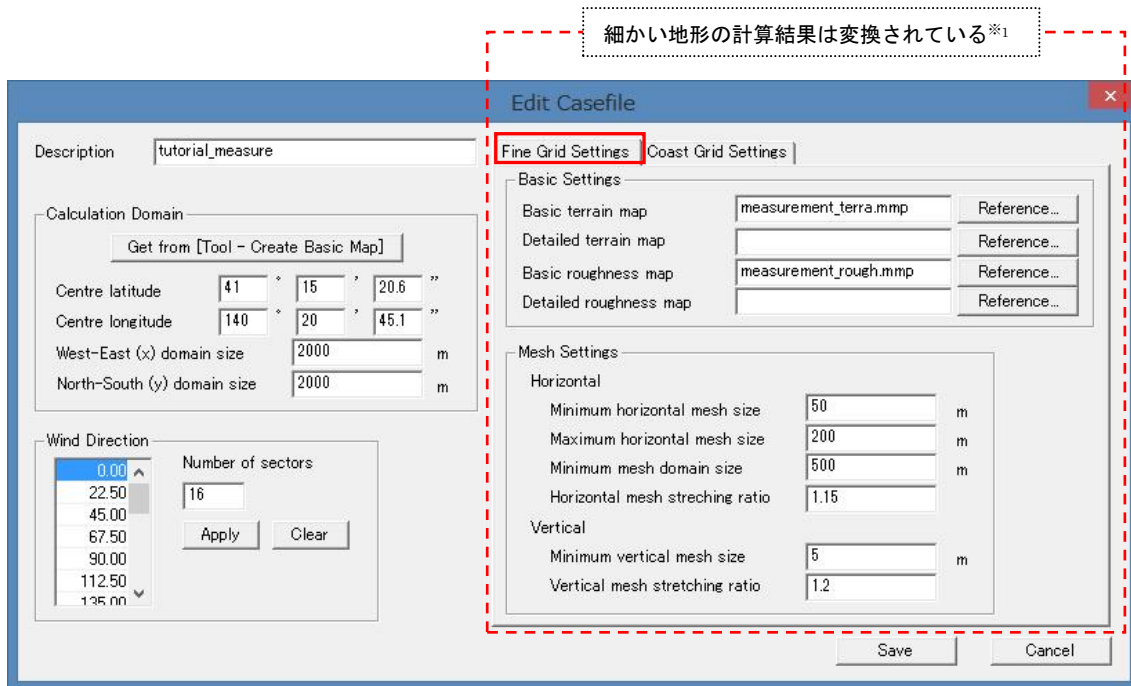 細かい地形の計算結果は変換されている※1
Edit Casefile
×
Description
tutorial_measure
Calculation Domain
Get from [Tool - Create Basic Map]
Centre latitude 41 ° 15 ’ 20.6 ”
Centre longitude 140 ° 20 ’ 45.1 ”
West-East (x) domain size 2000 m
North-South (y) domain size 2000 m
Wind Direction
0.00
22.50
45.00
67.50
90.00
112.50
135.00
Number of sectors
16
Apply Clear
Fine Grid Settings Coast Grid Settings
Basic Settings
Basic terrain map measurement_terra.mmp Reference...
Detailed terrain map Reference...
Basic roughness map measurement_rough.mmp Reference...
Detailed roughness map Reference...
Mesh Settings
Horizontal
Minimum horizontal mesh size 50 m
Maximum horizontal mesh size 200 m
Minimum mesh domain size 500 m
Horizontal mesh streching ratio 1.15
Vertical
Minimum vertical mesh size 5 m
Vertical mesh stretching ratio 1.2
Save Cancel